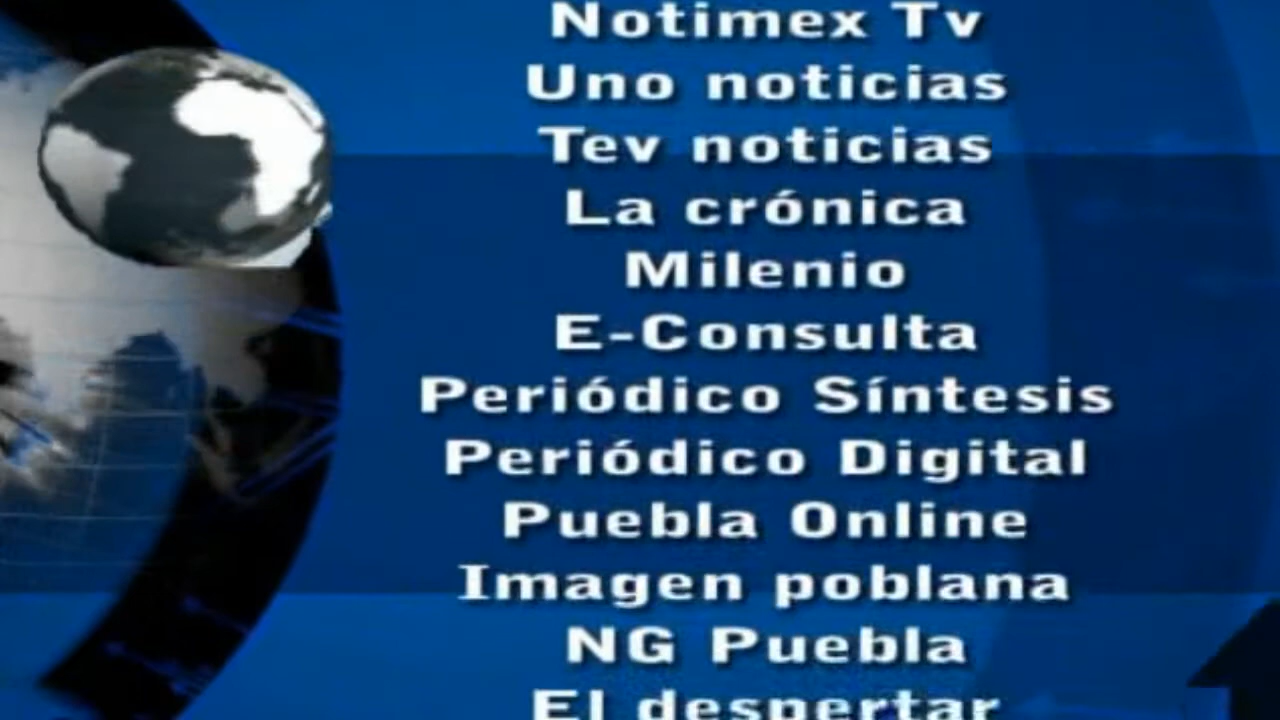 Notimex Tv
Uno noticias
Tev noticias
La crónica
Milenio
E-Consulta
Periódico Síntesis
Periódico Digital
Puebla Online
Imagen poblana
NG Puebla
El despertar